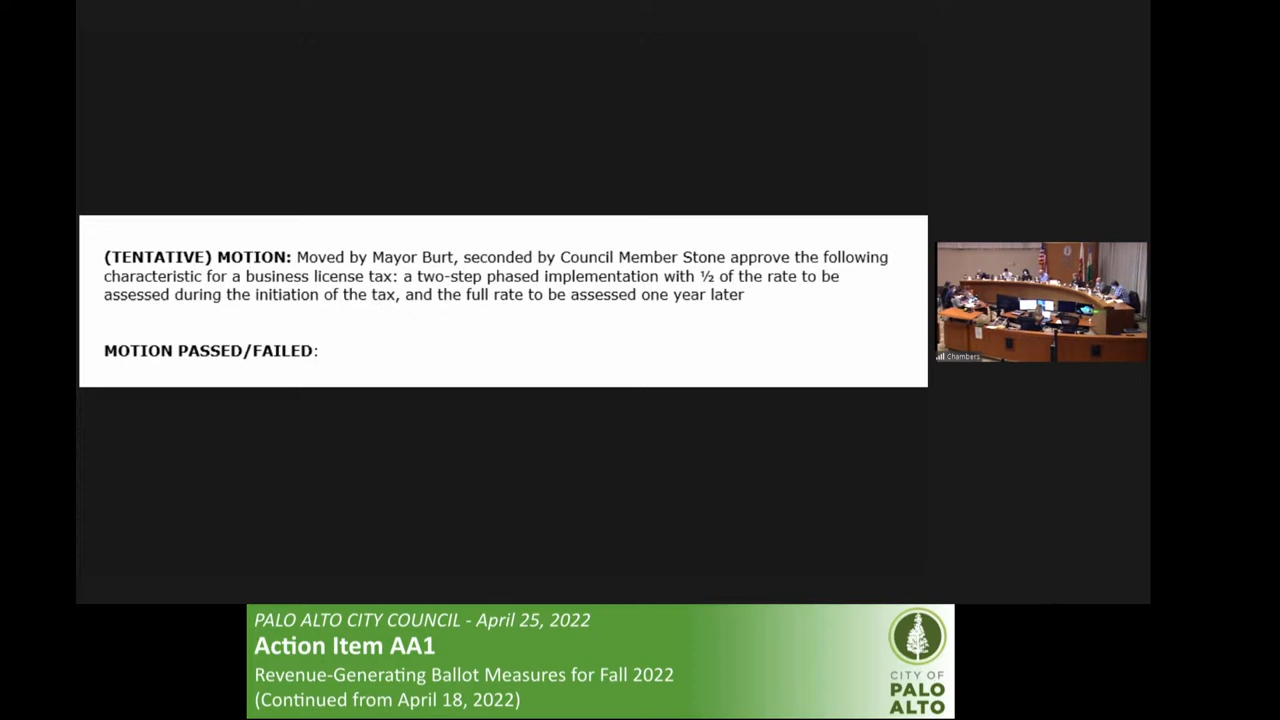 (TENTATIVE) MOTION: Moved by Mayor Burt, seconded by Council Member Stone approve the following
characteristic for a business license tax: a two-step phased implementation with ½ of the rate to be
assessed during the initiation of the tax, and the full rate to be assessed one year later
MOTION PASSED/FAILED:
Chambers
PALO ALTO CITY COUNCIL - April 25, 2022
Action Item AA1
Revenue-Generating Ballot Measures for Fall 2022
(Continued from April 18, 2022)
CITY OF
PALO
ALTO